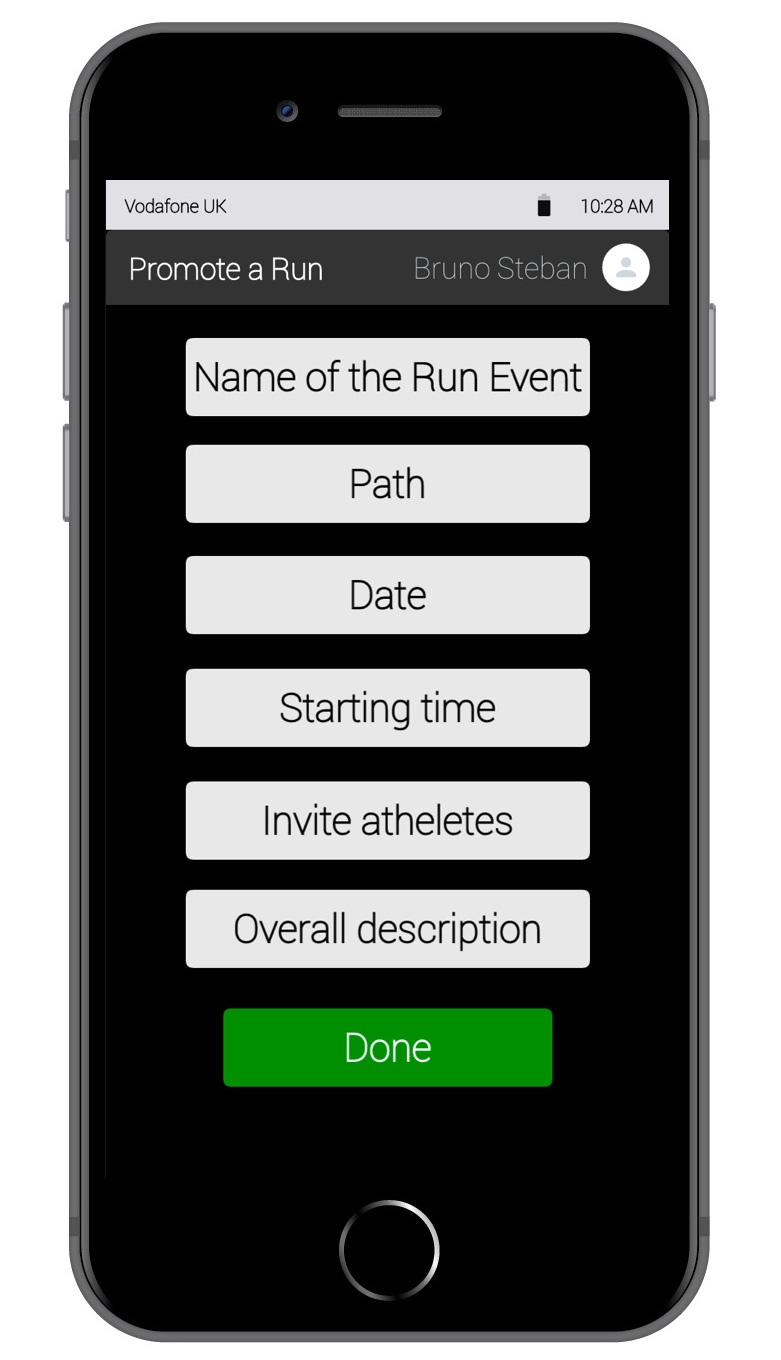 Vodafone UK 10:28 AM
Promote a Run Bruno Steban
Name of the Run Event
Path
Date
Starting time
Invite atheletes
Overall description
Done